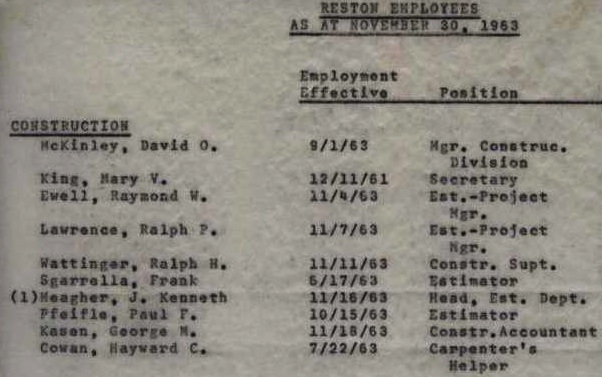 RESTON EMPLOYEES
AS AT NOVEMBER 30, 1963
Employment
Effective Position
CONSTRUCTION
McKinley, David O. 9/1/63 Mgr. Construc.
Division
King, Mary V. 12/11/61 Secretary
Ewell, Raymond W. 11/4/63 Est.-Project
Mgr.
Lawrence, Ralph P. 11/7/63 Est.-Project
Mgr.
Wattinger, Ralph H. 11/11/63 Constr. Supt.
Sgarrella, Frank 6/17/63 Estimator
(1)Meagher, J. Kenneth 11/16/63 Head, Est. Dept.
Pfeifle, Paul F. 10/15/63 Estimator
Kasen, George M. 11/18/63 Constr.Accountant
Cowan, Hayward C. 7/22/63 Carpenter's
Helper